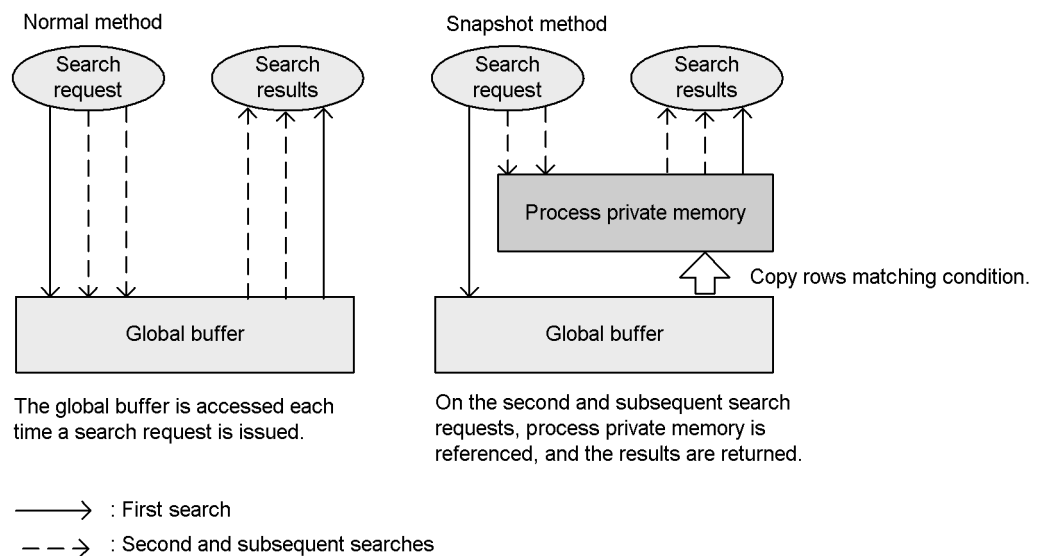 Normal method
Search
request
Search
results
Global buffer
The global buffer is accessed each
time a search request is issued.
Snapshot method
Search
request
Search
results
Process private memory
Copy rows matching condition.
Global buffer
On the second and subsequent search
requests, process private memory is
referenced, and the results are returned.
: First search
: Second and subsequent searches